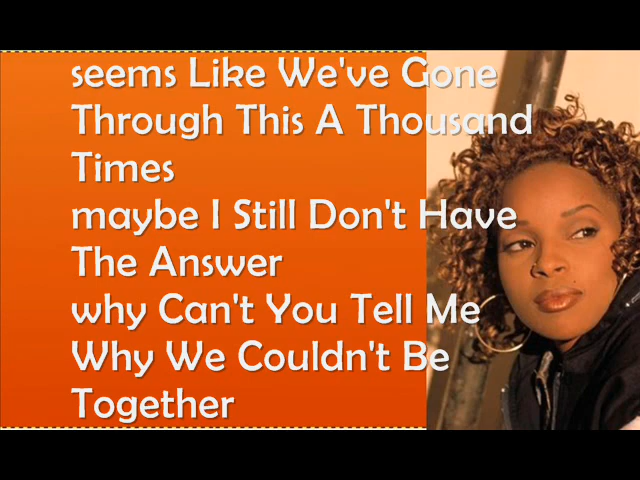 seems Like We've Gone
Through This A Thousand
Times
maybe I Still Don't Have
The Answer
why Can't You Tell Me
Why We Couldn't Be
Together